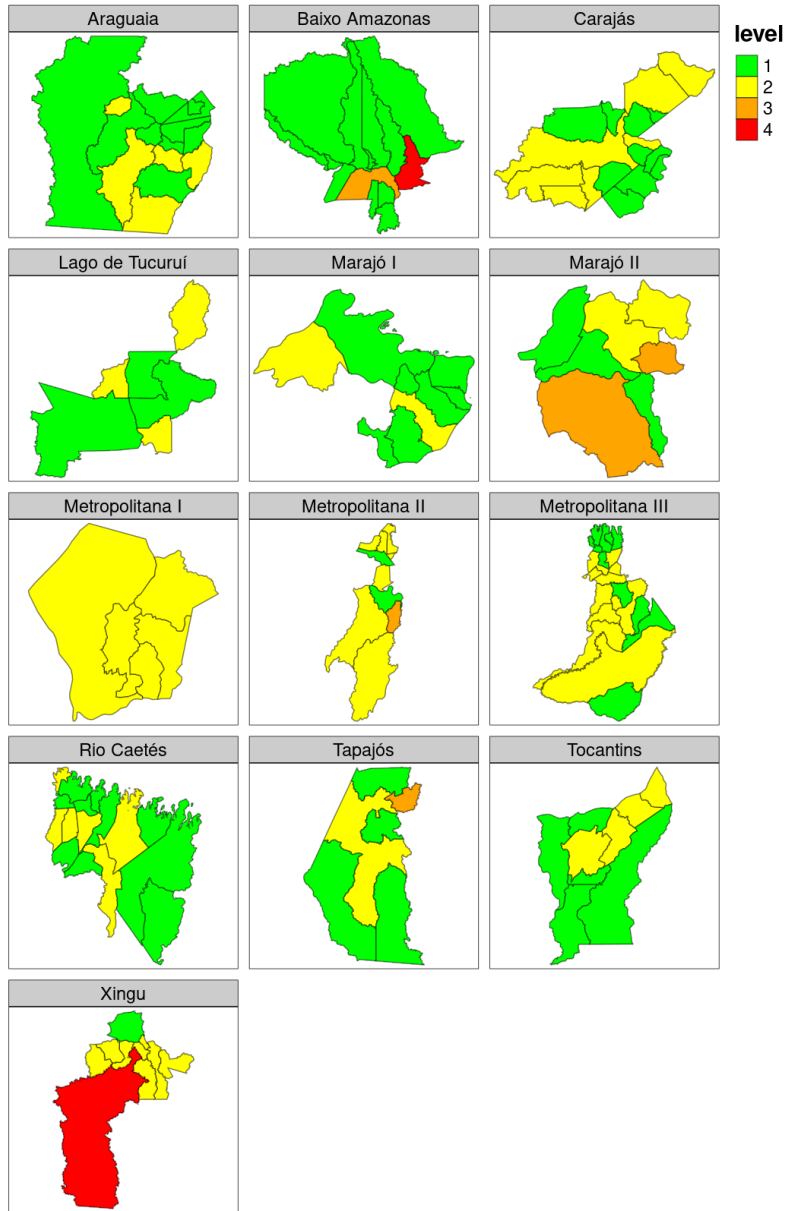 Araguaia
Baixo Amazonas
Carajás
level
1
2
3
4
Lago de Tucuruí
Marajó I
Marajó II
Metropolitana I
Metropolitana II
Metropolitana III
Rio Caetés
Tapajós
Tocantins
Xingu